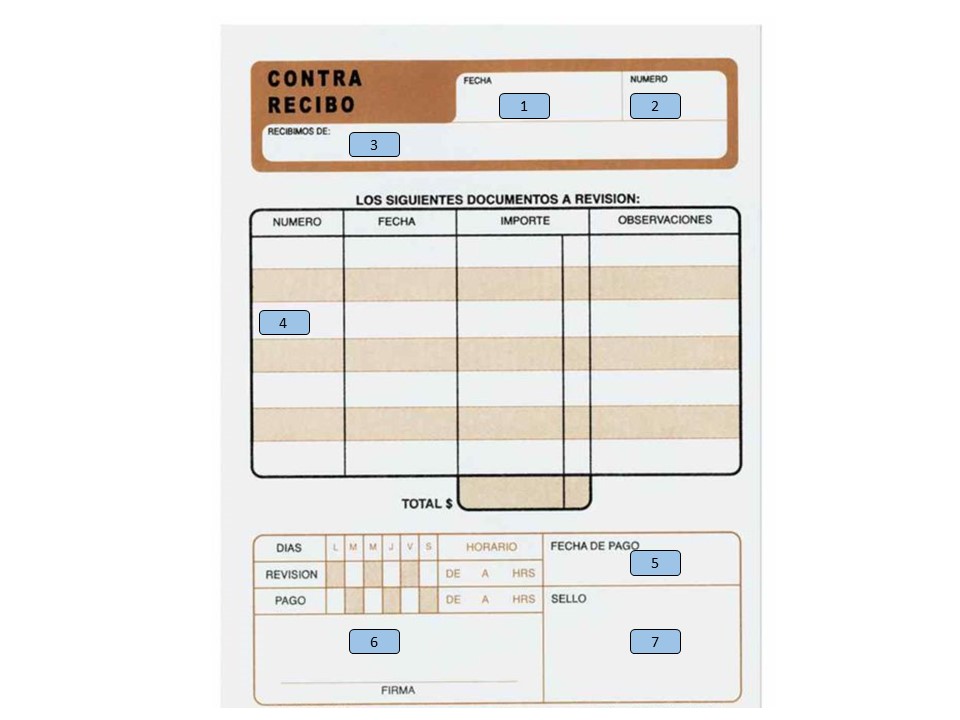 CONTRA
RECIBO
FECHA
NUMERO
1
2
RECIBIMOS DE:
3
LOS SIGUIENTES DOCUMENTOS A REVISION:
NUMERO FECHA IMPORTE OBSERVACIONES
4
TOTAL $
DIAS L M M J V S HORARIO
REVISION DE A HRS
PAGO DE A HRS
FECHA DE PAGO
5
SELLO
6
7
FIRMA